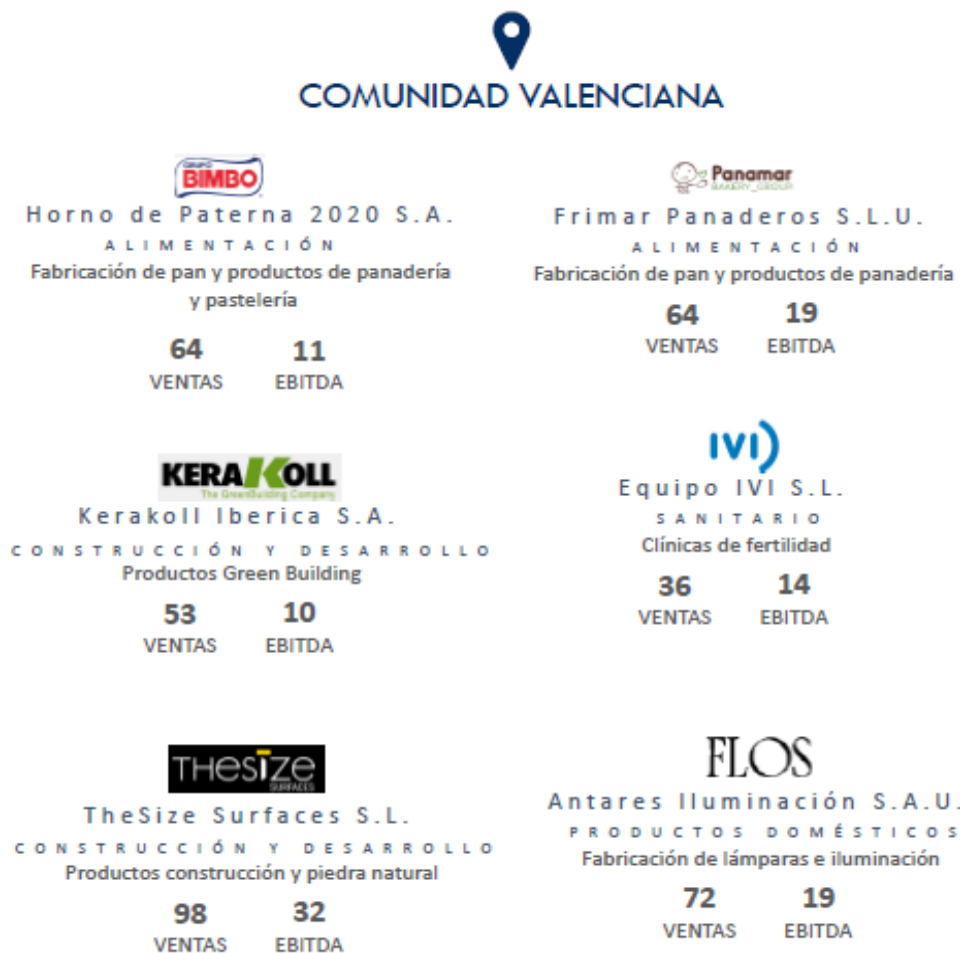 COMUNIDAD VALENCIANA
GRUPO
BIMBO
Horno de Paterna 2020 S.A.
ALIMENTACIÓN
Fabricación de pan y productos de panadería
y pastelería
64 11
VENTAS EBITDA
Panamar
BAKERY_GROUP
Frimar Panaderos S.L.U.
ALIMENTACIÓN
Fabricación de pan y productos de panadería
64 19
VENTAS EBITDA
KERAKOLL
The GreenBuilding Company
Kerakoll Iberica S.A.
CONSTRUCCIÓN Y DESARROLLO
Productos Green Building
53 10
VENTAS EBITDA
IVI
Equipo IVI S.L.
SANITARIO
Clínicas de fertilidad
36 14
VENTAS EBITDA
THESIZE
SURFACES
TheSize Surfaces S.L.
CONSTRUCCIÓN Y DESARROLLO
Productos construcción y piedra natural
98 32
VENTAS EBITDA
FLOS
Antares Iluminación S.A.U.
PRODUCTOS DOMÉSTICOS
Fabricación de lámparas e iluminación
72 19
VENTAS EBITDA